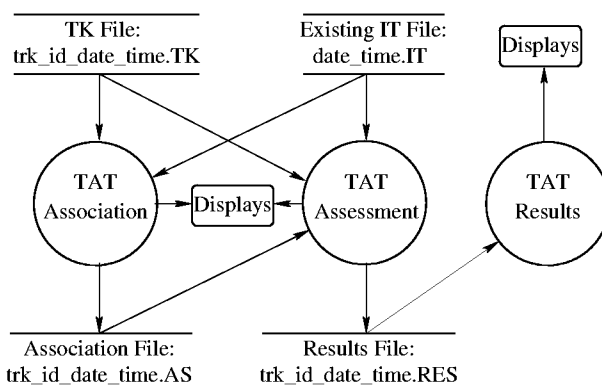 TK File:
trk_id_date_time.TK
Existing IT File:
date_time.IT
Displays
TAT
Association
Displays
TAT
Assessment
TAT
Results
Association File:
trk_id_date_time.AS
Results File:
trk_id_date_time.RES